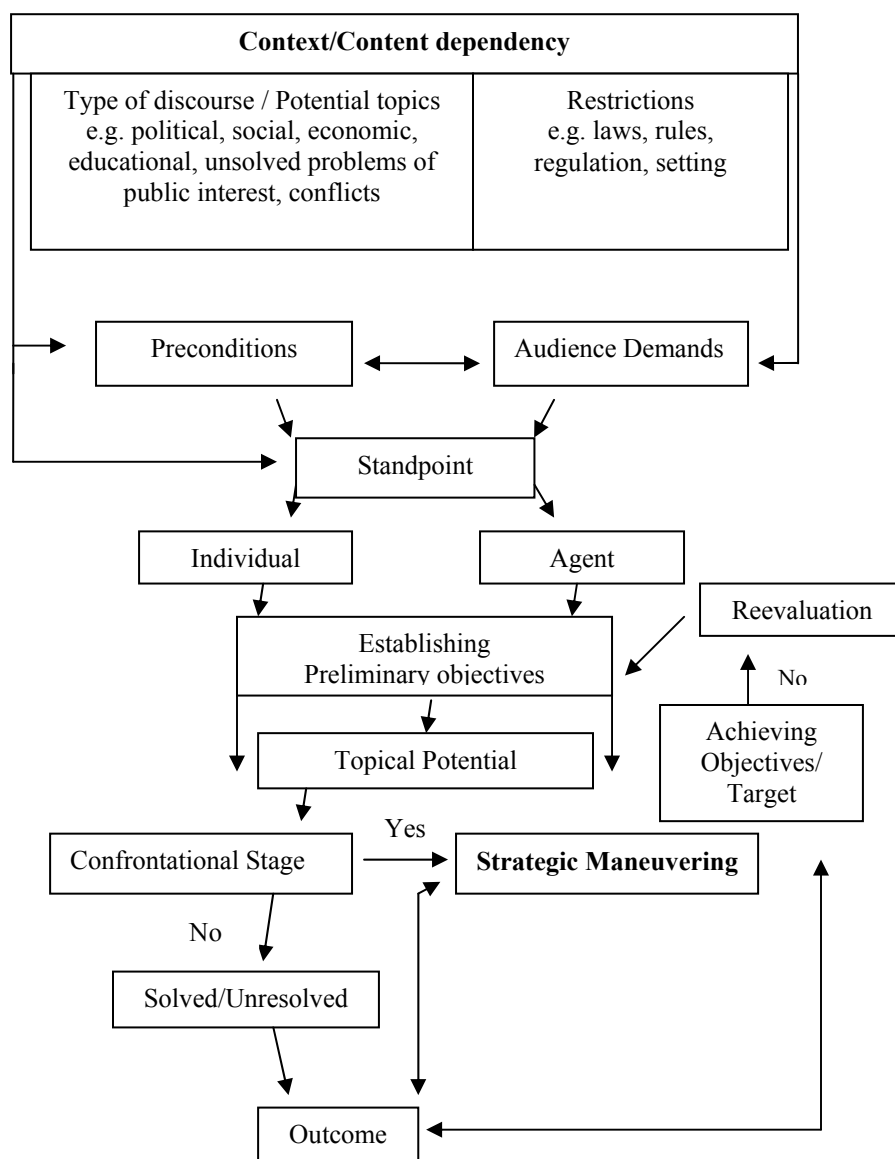 Context/Content dependency
Type of discourse / Potential topics
e.g. political, social, economic,
educational, unsolved problems of
public interest, conflicts
Restrictions
e.g. laws, rules,
regulation, setting
Preconditions
Audience Demands
Standpoint
Individual
Agent
Reevaluation
Establishing
Preliminary objectives
No
Achieving
Objectives/
Target
Topical Potential
Yes
Confrontational Stage
Strategic Maneuvering
No
Solved/Unresolved
Outcome